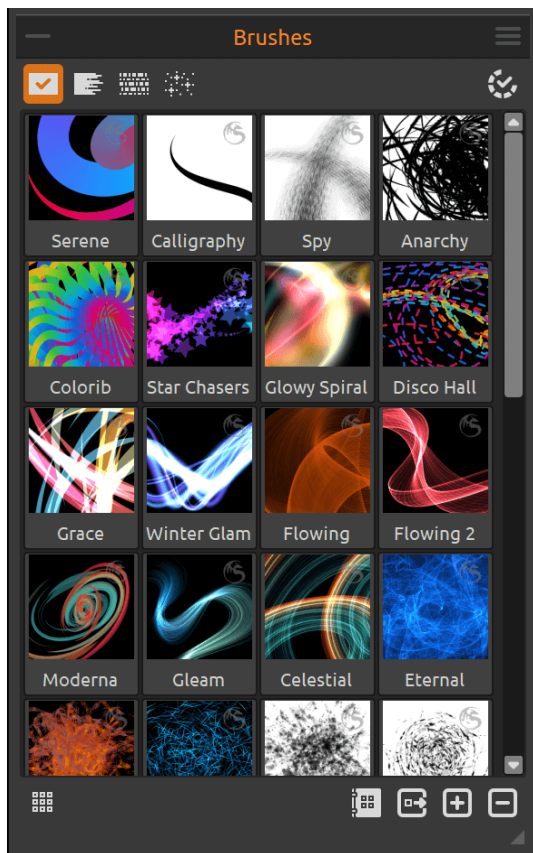 Brushes
Serene Calligraphy Spy Anarchy
Colorib Star Chasers Glowy Spiral Disco Hall
Grace Winter Glam Flowing Flowing 2
Moderna Gleam Celestial Eternal